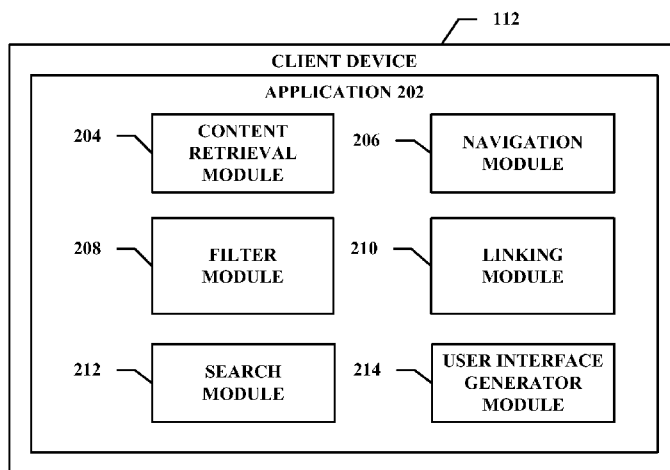 112
CLIENT DEVICE
APPLICATION 202
204
CONTENT
RETRIEVAL
MODULE
206
NAVIGATION
MODULE
208
FILTER
MODULE
210
LINKING
MODULE
212
SEARCH
MODULE
214
USER INTERFACE
GENERATOR
MODULE